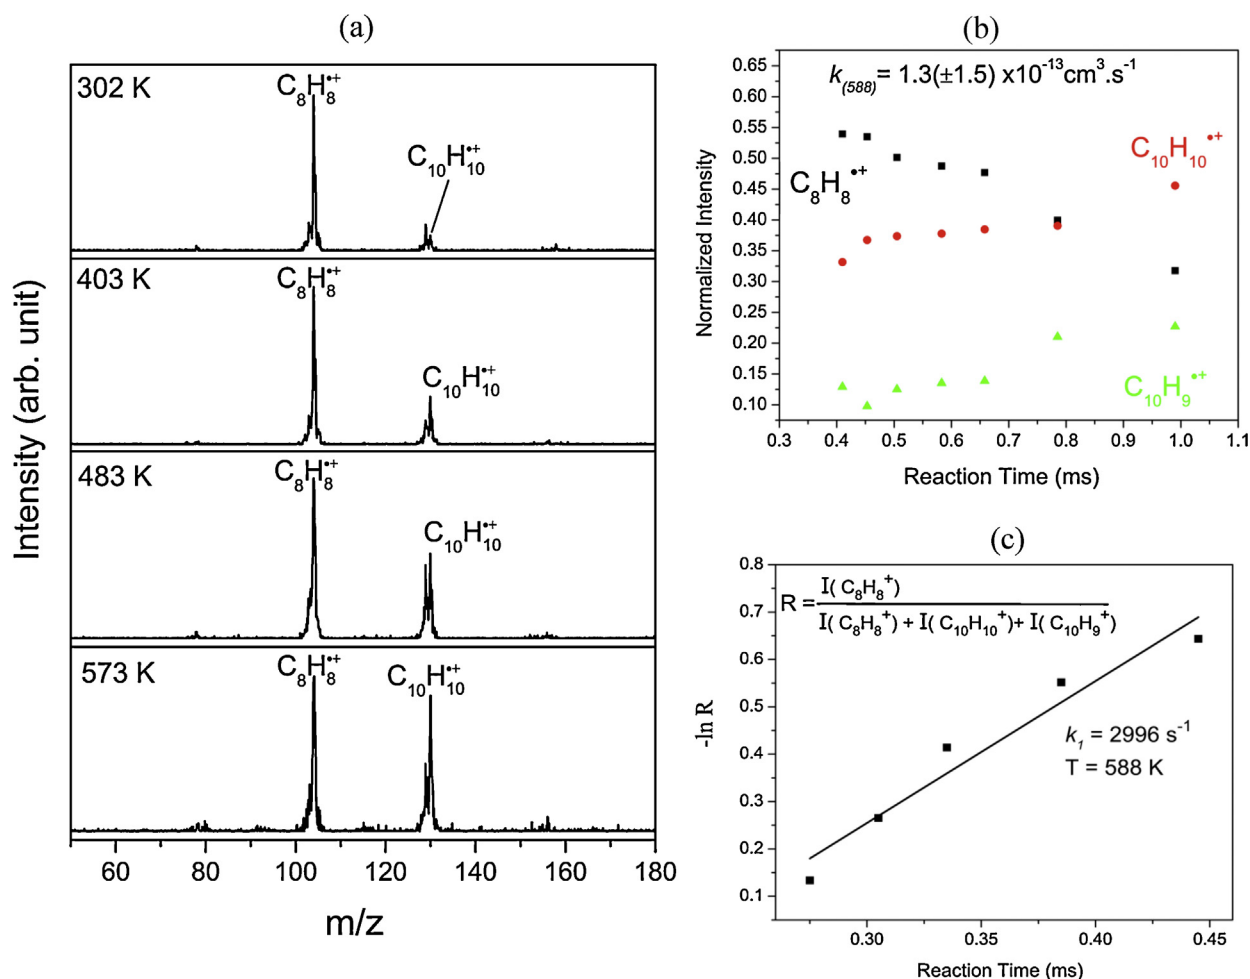 (a)
302 K
C8H8•+
C10H10•+
403 K
C8H8•+
C10H10•+
483 K
C8H8•+
C10H10•+
573 K
C8H8•+
C10H10•+
Intensity (arb. unit)
60 80 100 120 140 160 180
m/z
(b)
k(588)= 1.3(±1.5) x10-13cm3.s-1
C8H8•+
C10H10•+
C10H9•+
Normalized Intensity
0.65
0.60
0.55
0.50
0.45
0.40
0.35
0.30
0.25
0.20
0.15
0.10
0.3 0.4 0.5 0.6 0.7 0.8 0.9 1.0 1.1
Reaction Time (ms)
(c)
I( C8H8+)
R =
I( C8H8+) + I( C10H10+)+ I( C10H9+)
k1 = 2996 s-1
T = 588 K
-ln R
0.8
0.7
0.6
0.5
0.4
0.3
0.2
0.1
0.30 0.35 0.40 0.45
Reaction Time (ms)